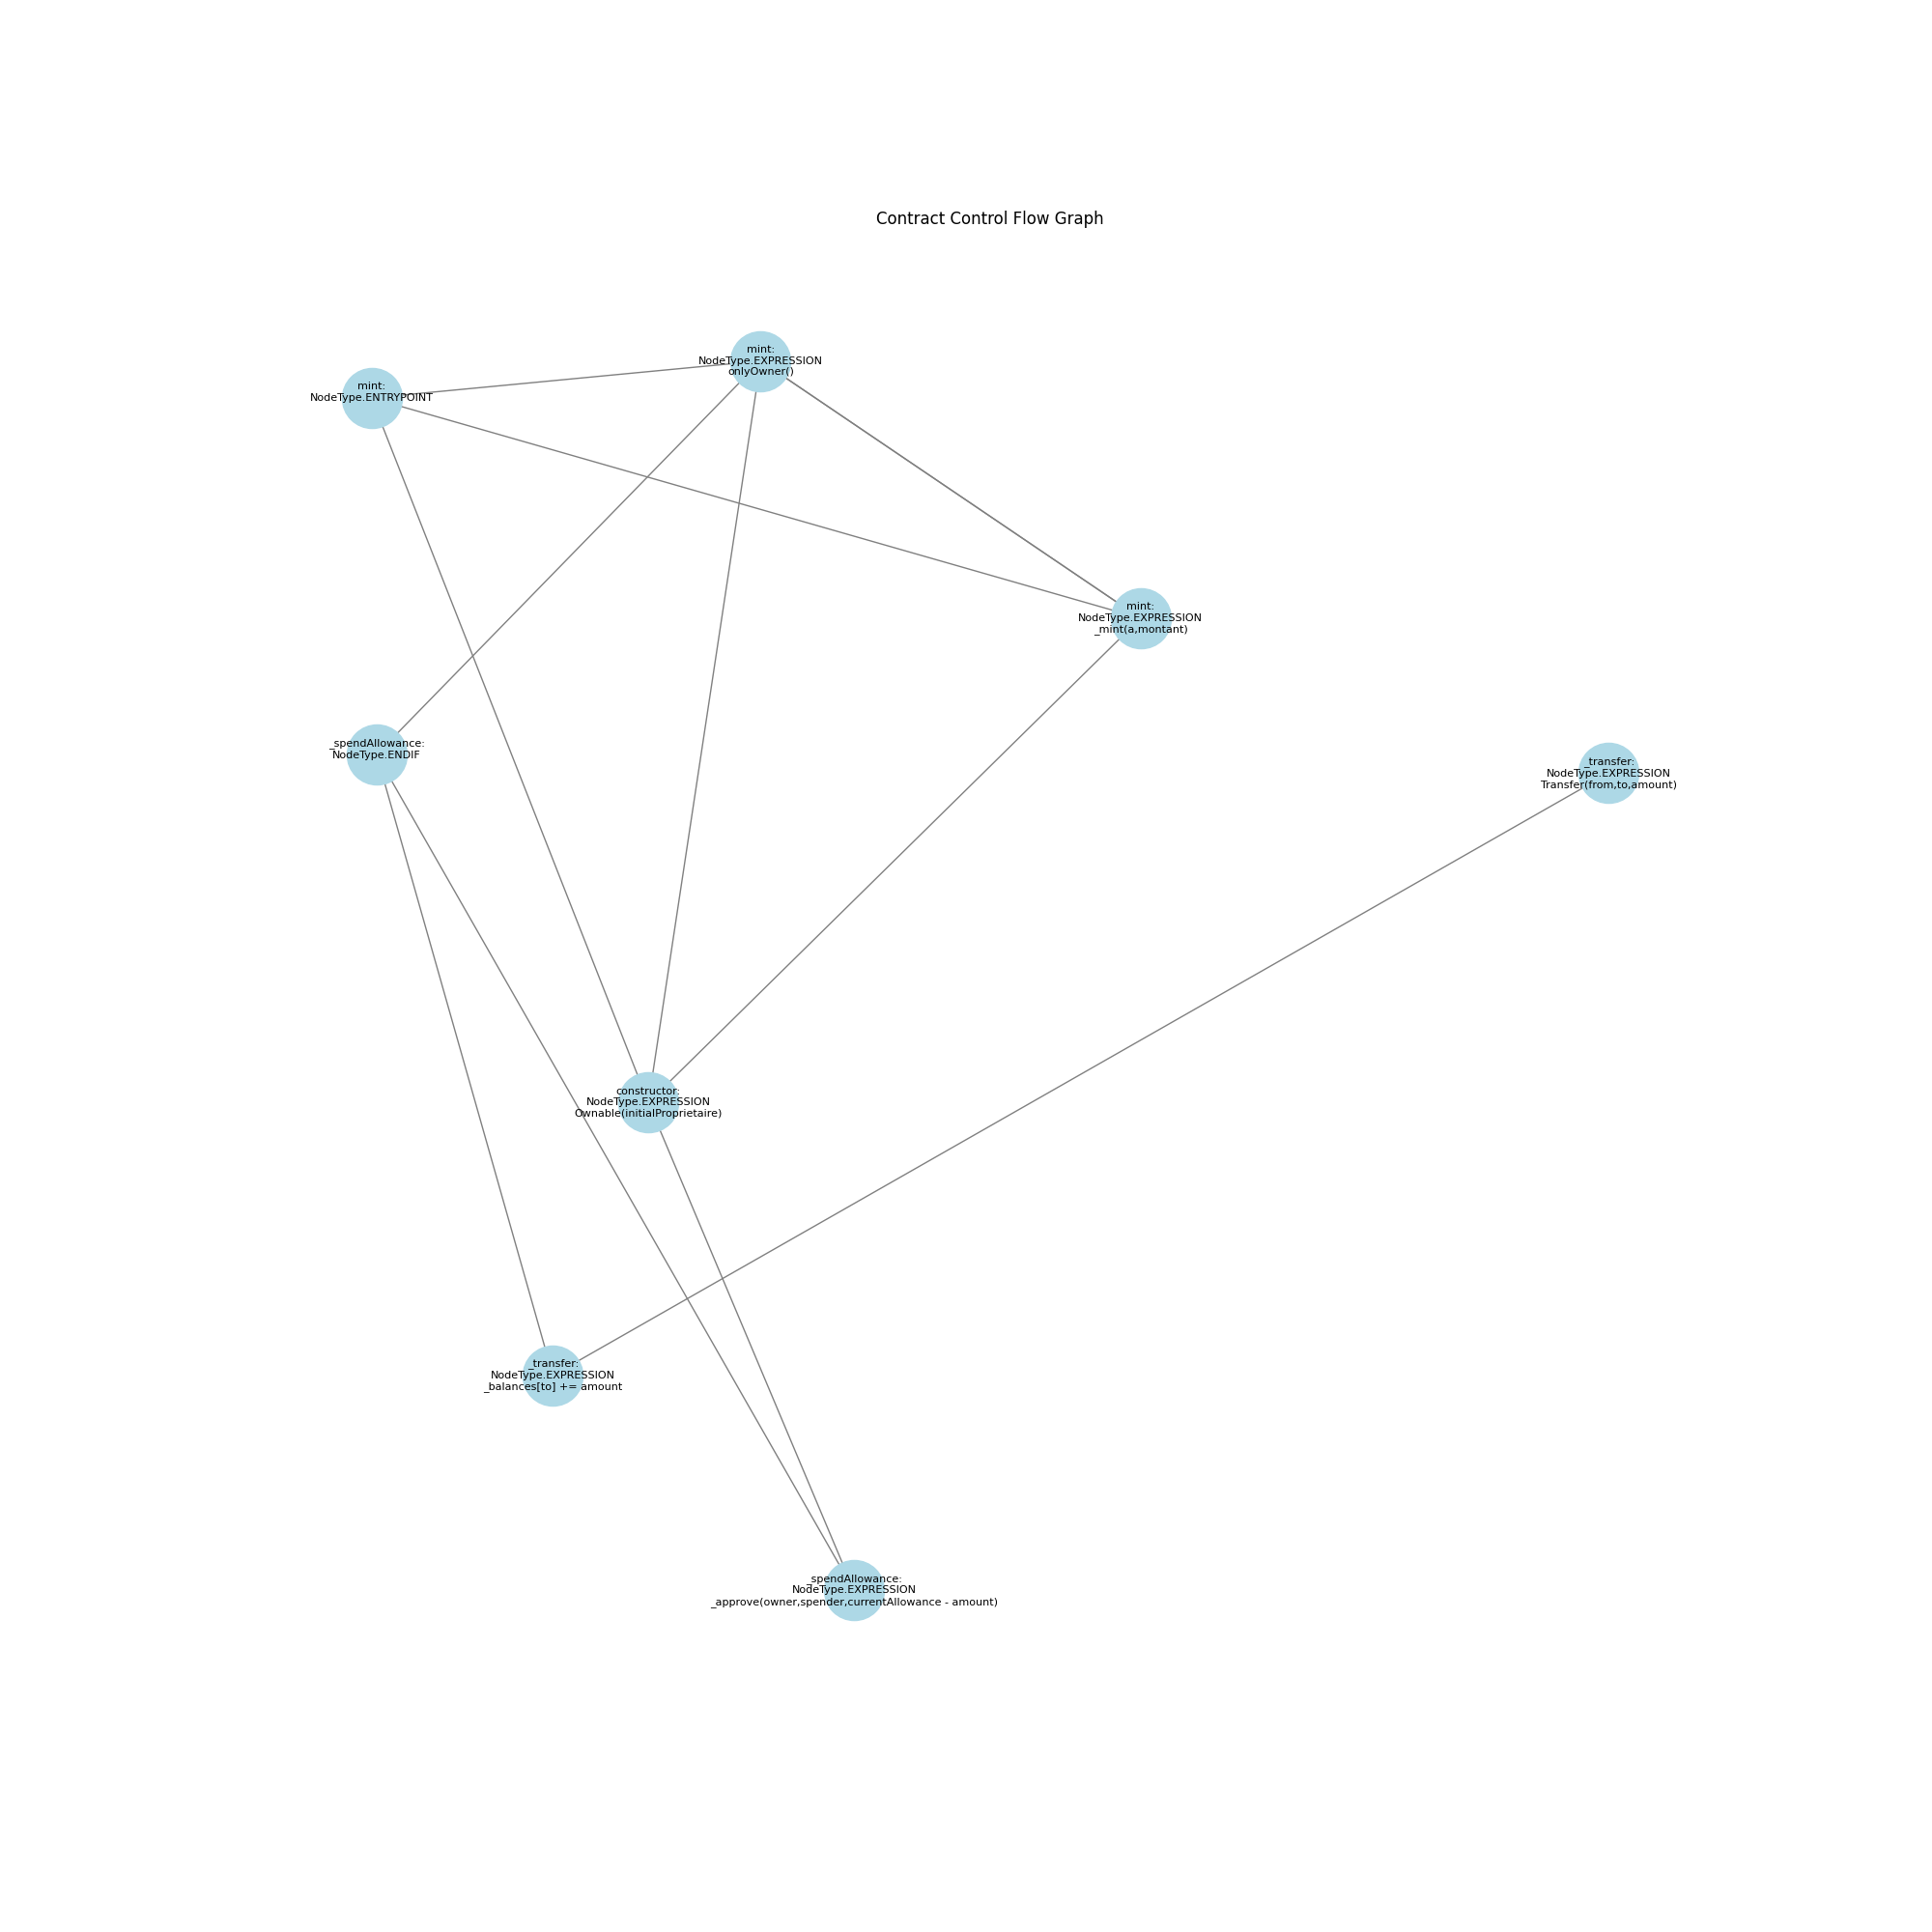 Contract Control Flow Graph
mint:
NodeType.EXPRESSION
onlyOwner()
mint:
NodeType.ENTRYPOINT
mint:
NodeType.EXPRESSION
_mint(a,montant)
_spendAllowance:
NodeType.ENDIF
_transfer:
NodeType.EXPRESSION
Transfer(from,to,amount)
constructor:
NodeType.EXPRESSION
Ownable(initialProprietaire)
_transfer:
NodeType.EXPRESSION
_balances[to] += amount
_spendAllowance:
NodeType.EXPRESSION
_approve(owner,spender,currentAllowance - amount)